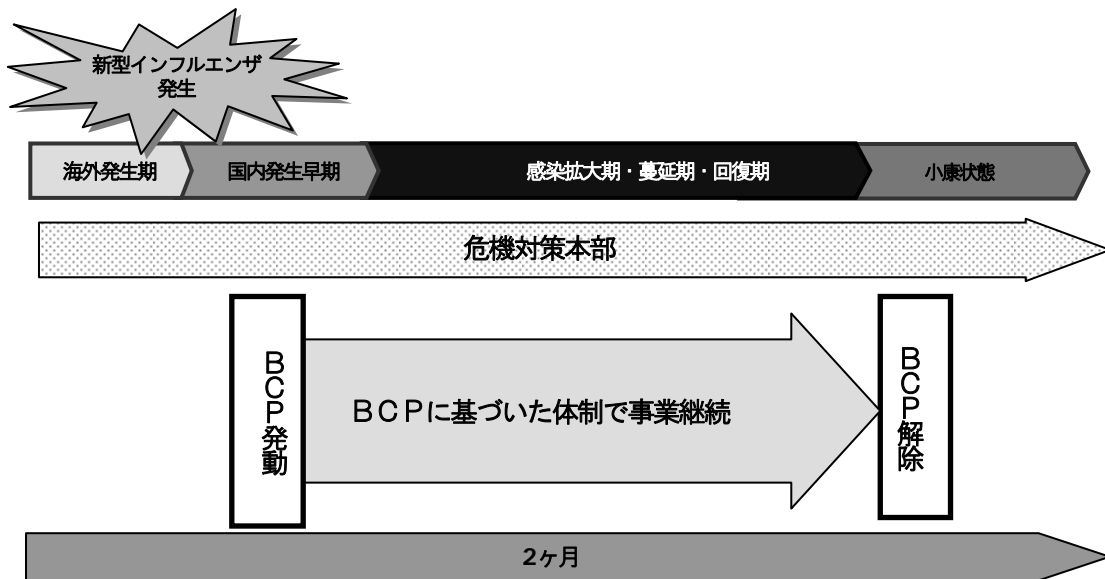 新型インフルエンザ
発生
海外発生期
国内発生早期
感染拡大期・蔓延期・回復期
小康状態
危機対策本部
ＢＣＰ発動
ＢＣＰに基づいた体制で事業継続
ＢＣＰ解除
2ヶ月